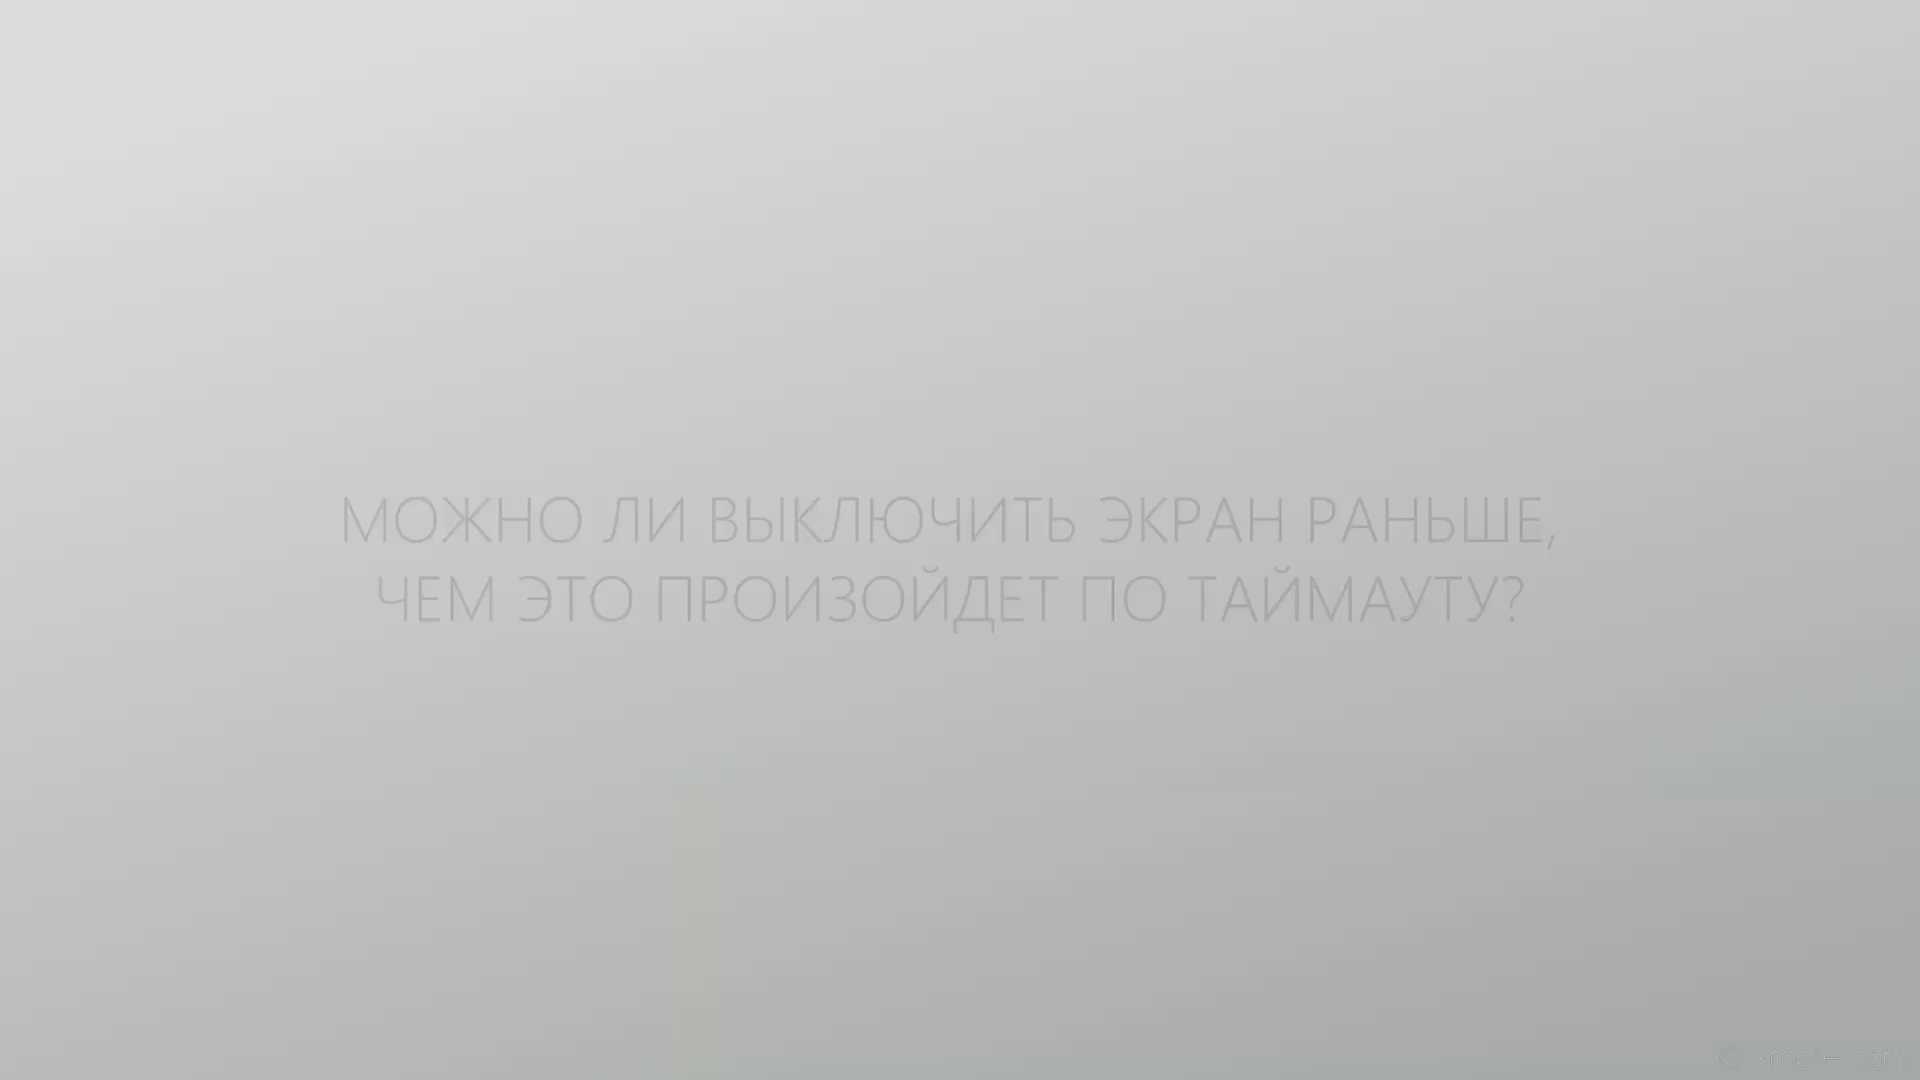 МОЖНО ЛИ ВЫКЛЮЧИТЬ ЭКРАН РАНЬШЕ,
ЧЕМ ЭТО ПРОИЗОЙДЕТ ПО ТАЙМАУТУ?